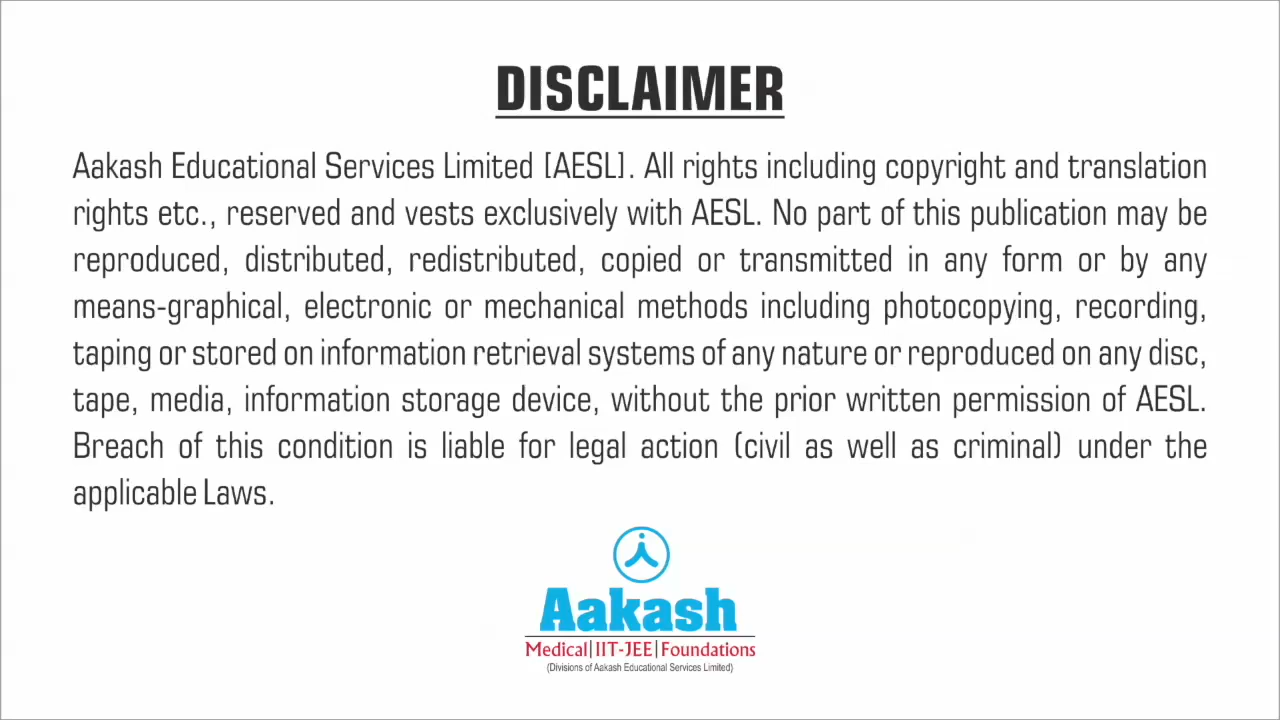 DISCLAIMER
Aakash Educational Services Limited [AESL]. All rights including copyright and translation
rights etc., reserved and vests exclusively with AESL. No part of this publication may be
reproduced, distributed, redistributed, copied or transmitted in any form or by any
means-graphical, electronic or mechanical methods including photocopying, recording,
taping or stored on information retrieval systems of any nature or reproduced on any disc,
tape, media, information storage device, without the prior written permission of AESL.
Breach of this condition is liable for legal action (civil as well as criminal) under the
applicable Laws.
Aakash
Medical|IIT-JEE|Foundations
(Divisions of Aakash Educational Services Limited)